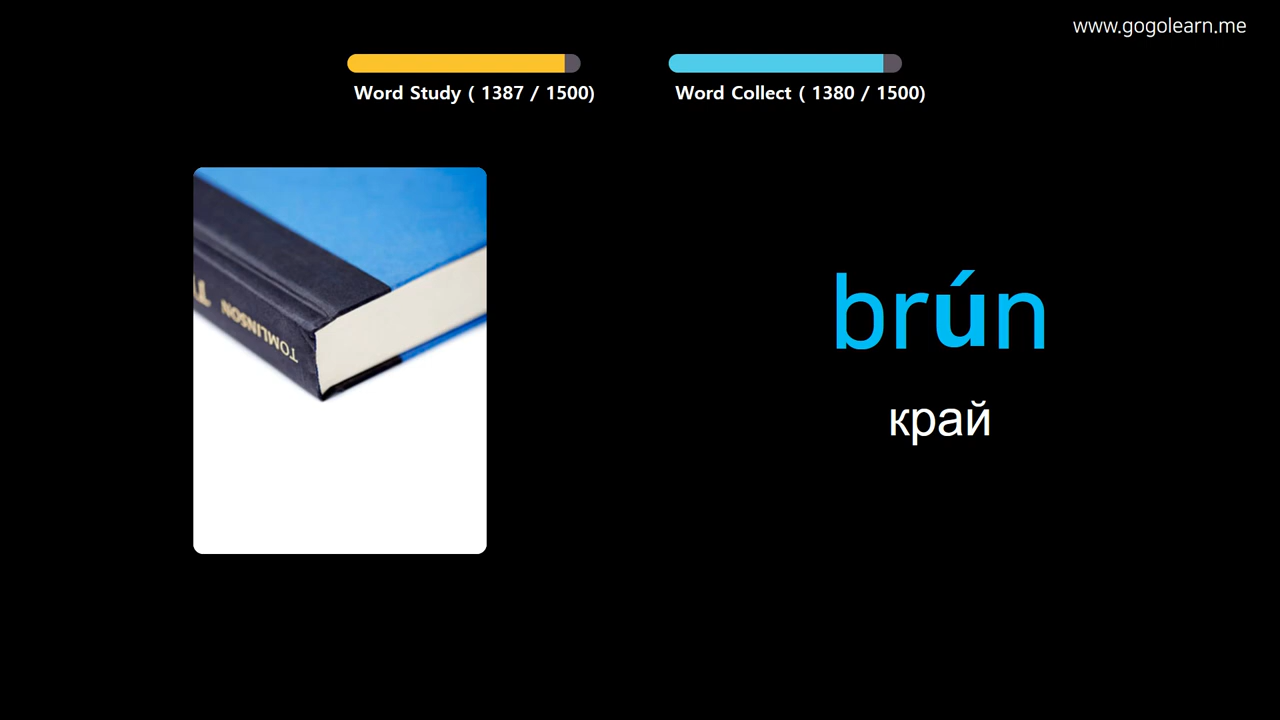 www.gogolearn.me
Word Study ( 1387 / 1500)
Word Collect ( 1380 / 1500)
TOMLINSON
brún
край